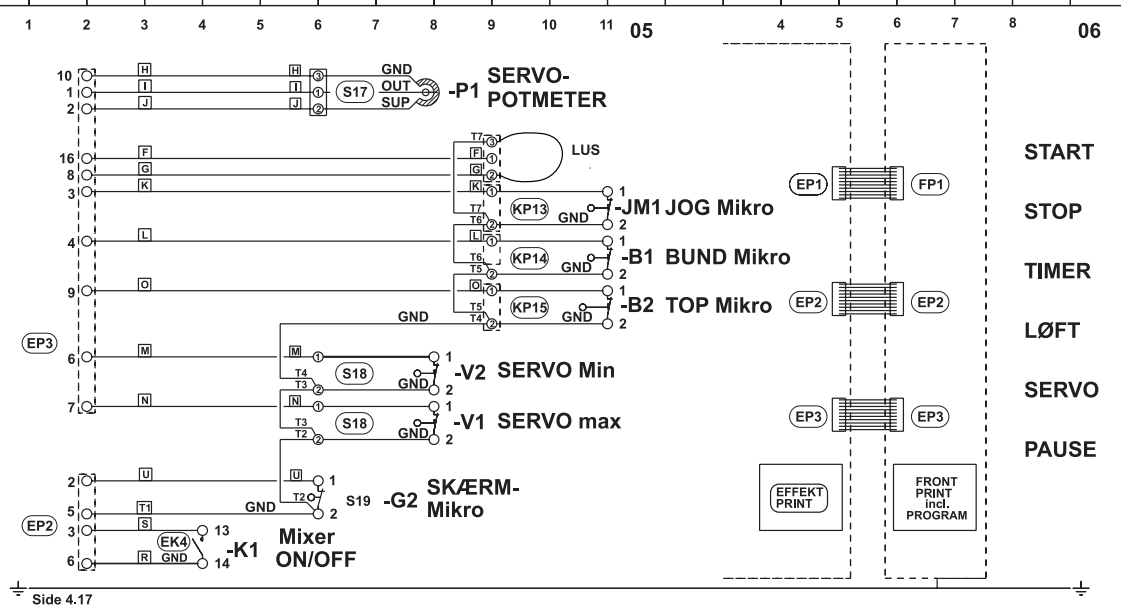 1 2 3 4 5 6 7 8 9 10 11 05 4 5 6 7 8 06
10 H H 3 GND
1 I I 1 S17 OUT -P1 SERVO-
2 J J 2 SUP POTMETER
T7 3
16 F F 1 LUS
8 G G 2
3 K K 1 1
KP13 -JM1 JOG Mikro
T7
T6 2 GND 2
4 L L 1 1
T6 KP14 -B1 BUND Mikro
T5 2 GND 2
9 O O 1 1
T5 KP15 -B2 TOP Mikro
GND T4 2 GND 2
EP3
6 M M 1 1
T4 S18 -V2 SERVO Min
T3 2 GND 2
7 N N 1 1
T3 S18 -V1 SERVO max
T2 2 GND 2
2 U U 1
T2 S19 -G2 SKÆRM-
Mikro
5 T1 GND 2
EP2
3 S 13
EK4 -K1 Mixer
ON/OFF
6 R GND 14
EP1 FP1
EP2 EP2
EP3 EP3
EFFEKT
PRINT
FRONT
PRINT
incl.
PROGRAM
START
STOP
TIMER
LØFT
SERVO
PAUSE
Side 4.17